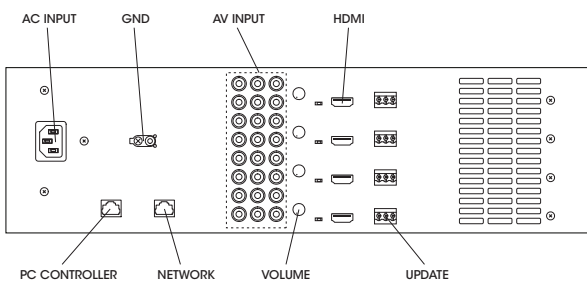 AC INPUT GND AV INPUT HDMI
PC CONTROLLER NETWORK VOLUME UPDATE